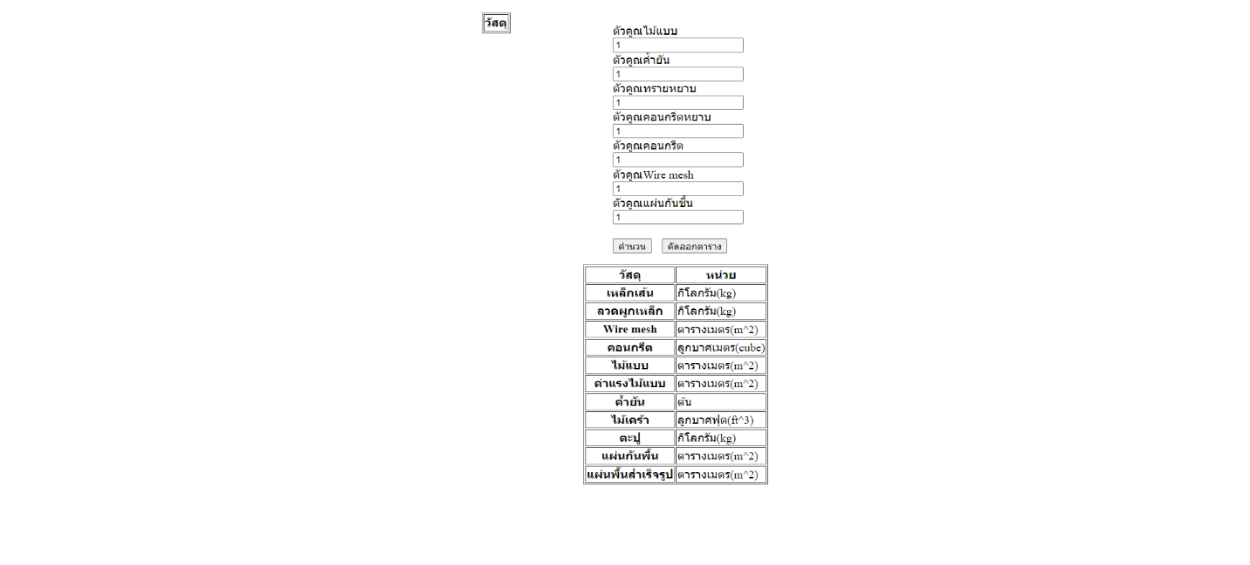 วัสดุ
ตัวคูณไม้แบบ
1
ตัวคูณค้ำยัน
1
ตัวคูณทรายหยาบ
1
ตัวคูณคอนกรีตหยาบ
1
ตัวคูณคอนกรีต
1
ตัวคูณWire mesh
1
ตัวคูณแผ่นกันชื้น
1
คำนวน คัดลอกตาราง
วัสดุ หน่วย
เหล็กเส้น กิโลกรัม(kg)
ลวดผูกเหล็ก กิโลกรัม(kg)
Wire mesh ตารางเมตร(m^2)
คอนกรีต ลูกบาศเมตร(cube)
ไม้แบบ ตารางเมตร(m^2)
ค่าแรงไม้แบบ ตารางเมตร(m^2)
ค้ำยัน ต้น
ไม้เคร่า ลูกบาศฟุต(ft^3)
ตะปู กิโลกรัม(kg)
แผ่นกันพื้น ตารางเมตร(m^2)
แผ่นพื้นสำเร็จรูป ตารางเมตร(m^2)